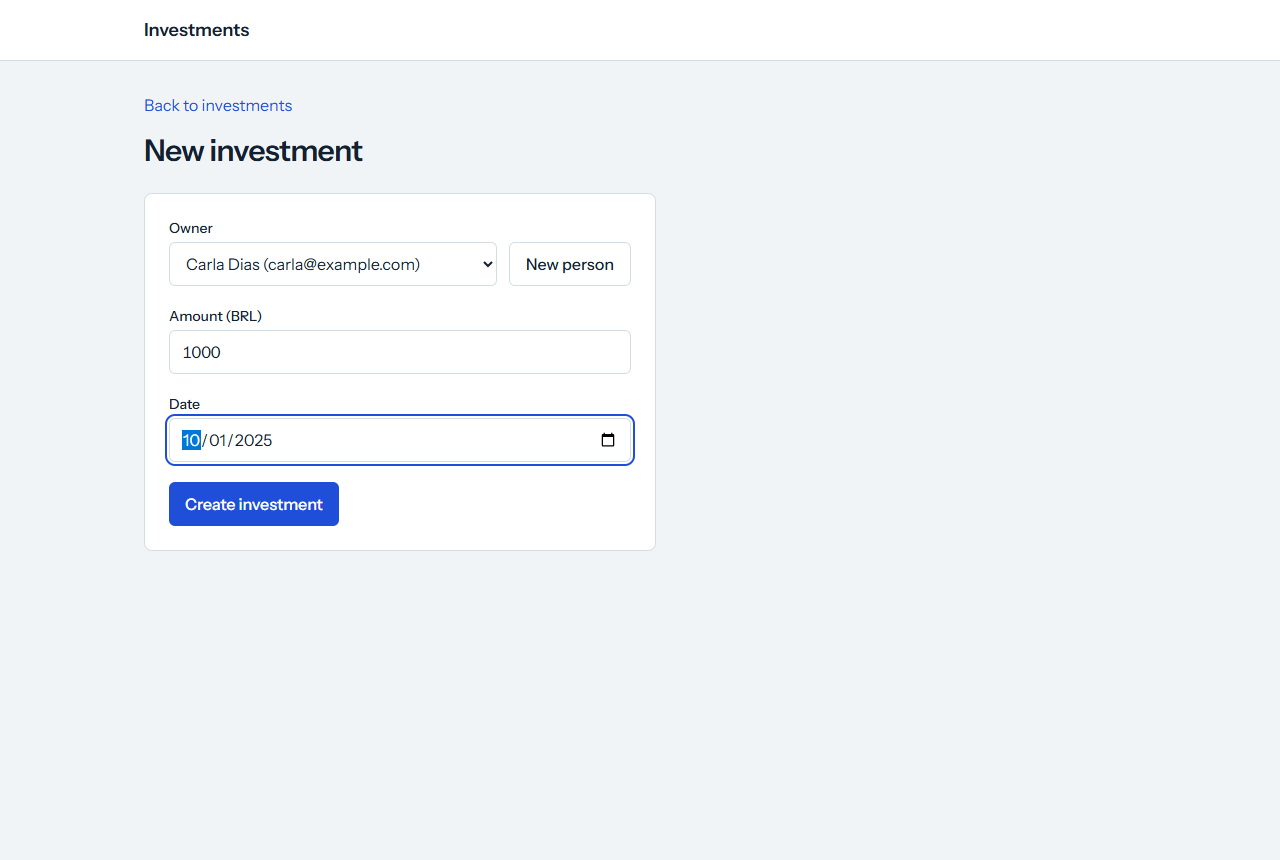 Investments
Back to investments
New investment
Owner
Carla Dias (carla@example.com)
New person
Amount (BRL)
1000
Date
10/01/2025
Create investment